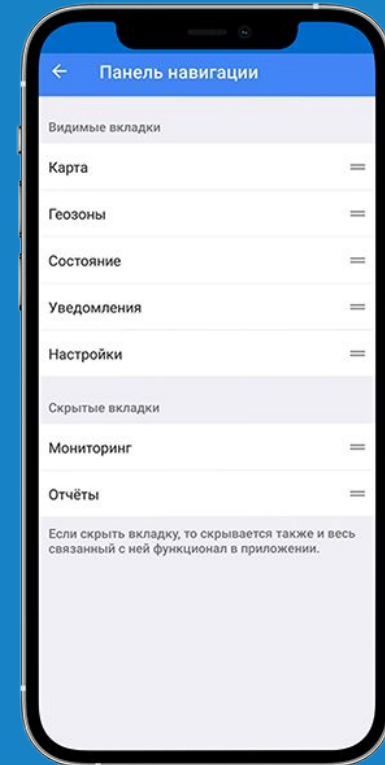 Панель навигации
Видимые вкладки
Карта
Геозоны
Состояние
Уведомления
Настройки
Скрытые вкладки
Мониторинг
Отчёты
Если скрыть вкладку, то скрывается также и весь
связанный с ней функционал в приложении.